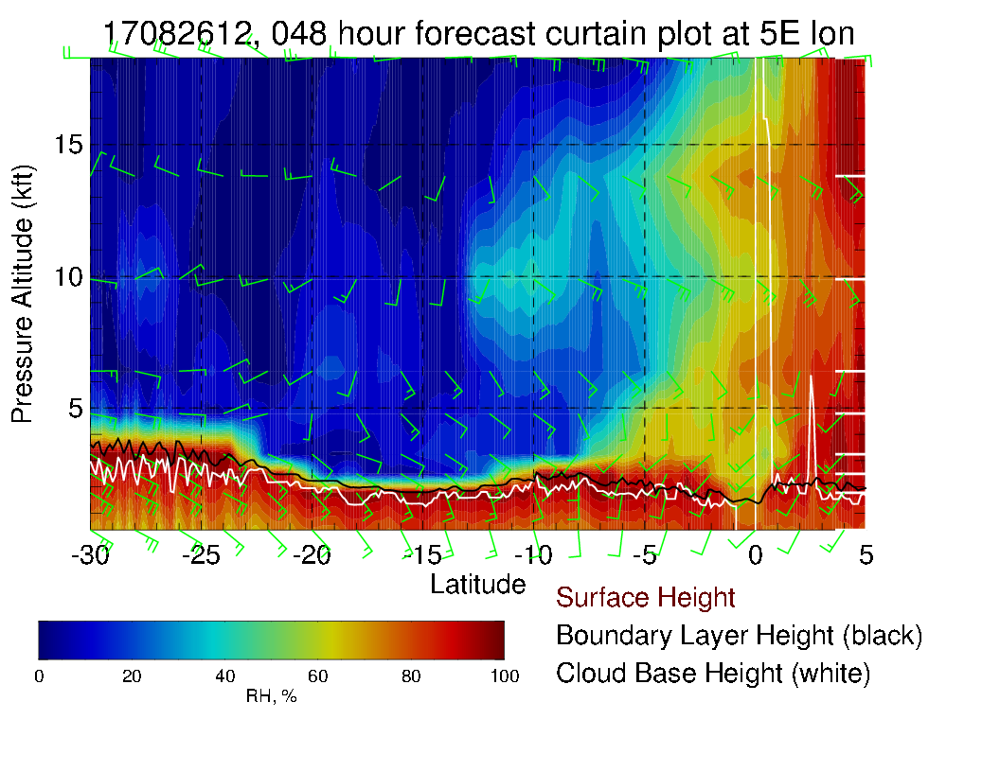 17082612, 048 hour forecast curtain plot at 5E lon
Pressure Altitude (kft)
15
10
5
-30 -25 -20 -15 -10 -5 0 5
Latitude
Surface Height
Boundary Layer Height (black)
Cloud Base Height (white)
0 20 40 60 80 100
RH, %